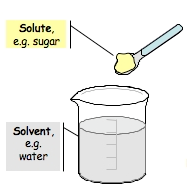 Solute,
e.g. sugar
Solvent,
e.g.
water